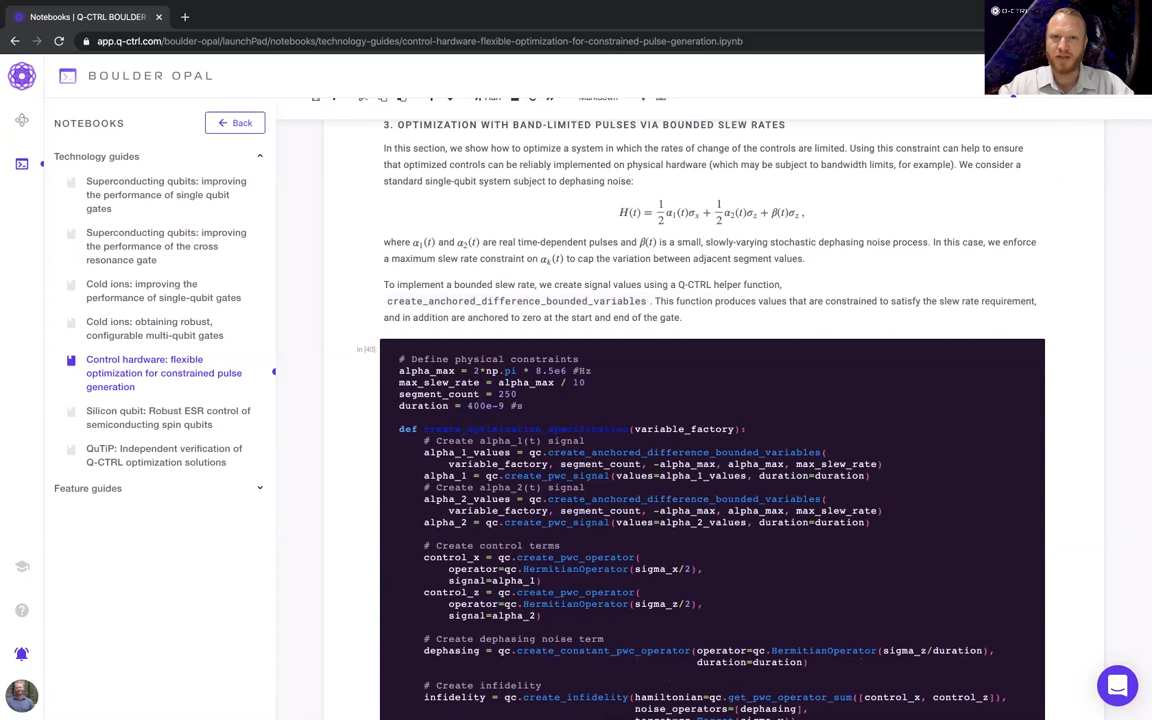 Notebooks | Q-CTRL BOULDER
app.q-ctrl.com/boulder-opal/launchPad/notebooks/technology-guides/control-hardware-flexible-optimization-for-constrained-pulse-generation.ipynb
Q-CTRL
BOULDER OPAL
NOTEBOOKS
Back
Technology guides
Superconducting qubits: improving
the performance of single qubit
gates
Superconducting qubits: improving
the performance of the cross
resonance gate
Cold ions: improving the
performance of single-qubit gates
Cold ions: obtaining robust,
configurable multi-qubit gates
Control hardware: flexible
optimization for constrained pulse
generation
Silicon qubit: Robust ESR control of
semiconducting spin qubits
QuTiP: Independent verification of
Q-CTRL optimization solutions
Feature guides
3. OPTIMIZATION WITH BAND-LIMITED PULSES VIA BOUNDED SLEW RATES
In this section, we show how to optimize a system in which the rates of change of the controls are limited. Using this constraint can help to ensure
that optimized controls can be reliably implemented on physical hardware (which may be subject to bandwidth limits, for example). We consider a
standard single-qubit system subject to dephasing noise:
H(t) = 1/2 α₁(t)σₓ + 1/2 α₂(t)σ_z + β(t)σ_z ,
where α₁(t) and α₂(t) are real time-dependent pulses and β(t) is a small, slowly-varying stochastic dephasing noise process. In this case, we enforce
a maximum slew rate constraint on αₖ(t) to cap the variation between adjacent segment values.
To implement a bounded slew rate, we create signal values using a Q-CTRL helper function,
create_anchored_difference_bounded_variables . This function produces values that are constrained to satisfy the slew rate requirement,
and in addition are anchored to zero at the start and end of the gate.
In [40]:
# Define physical constraints
alpha_max = 2*np.pi * 8.5e6 #Hz
max_slew_rate = alpha_max / 10
segment_count = 250
duration = 400e-9 #s
def create_optimization_specification(variable_factory):
# Create alpha_1(t) signal
alpha_1_values = qc.create_anchored_difference_bounded_variables(
variable_factory, segment_count, -alpha_max, alpha_max, max_slew_rate)
alpha_1 = qc.create_pwc_signal(values=alpha_1_values, duration=duration)
# Create alpha_2(t) signal
alpha_2_values = qc.create_anchored_difference_bounded_variables(
variable_factory, segment_count, -alpha_max, alpha_max, max_slew_rate)
alpha_2 = qc.create_pwc_signal(values=alpha_2_values, duration=duration)
# Create control terms
control_x = qc.create_pwc_operator(
operator=qc.HermitianOperator(sigma_x/2),
signal=alpha_1)
control_z = qc.create_pwc_operator(
operator=qc.HermitianOperator(sigma_z/2),
signal=alpha_2)
# Create dephasing noise term
dephasing = qc.create_constant_pwc_operator(operator=qc.HermitianOperator(sigma_z/duration),
duration=duration)
# Create infidelity
infidelity = qc.create_infidelity(hamiltonian=qc.get_pwc_operator_sum([control_x, control_z]),
noise_operators=[dephasing],